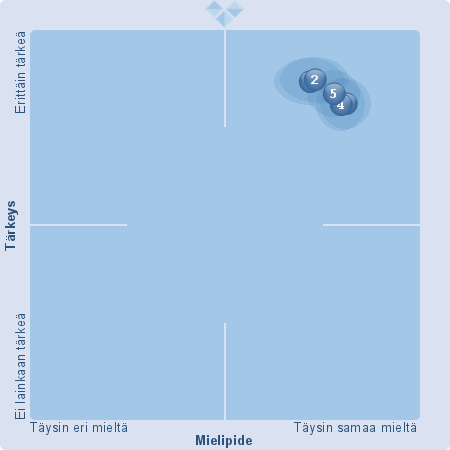 Erittäin tärkeä
2
5
4
Tärkeys
Ei lainkaan tärkeä
Täysin eri mieltä
Täysin samaa mieltä
Mielipide